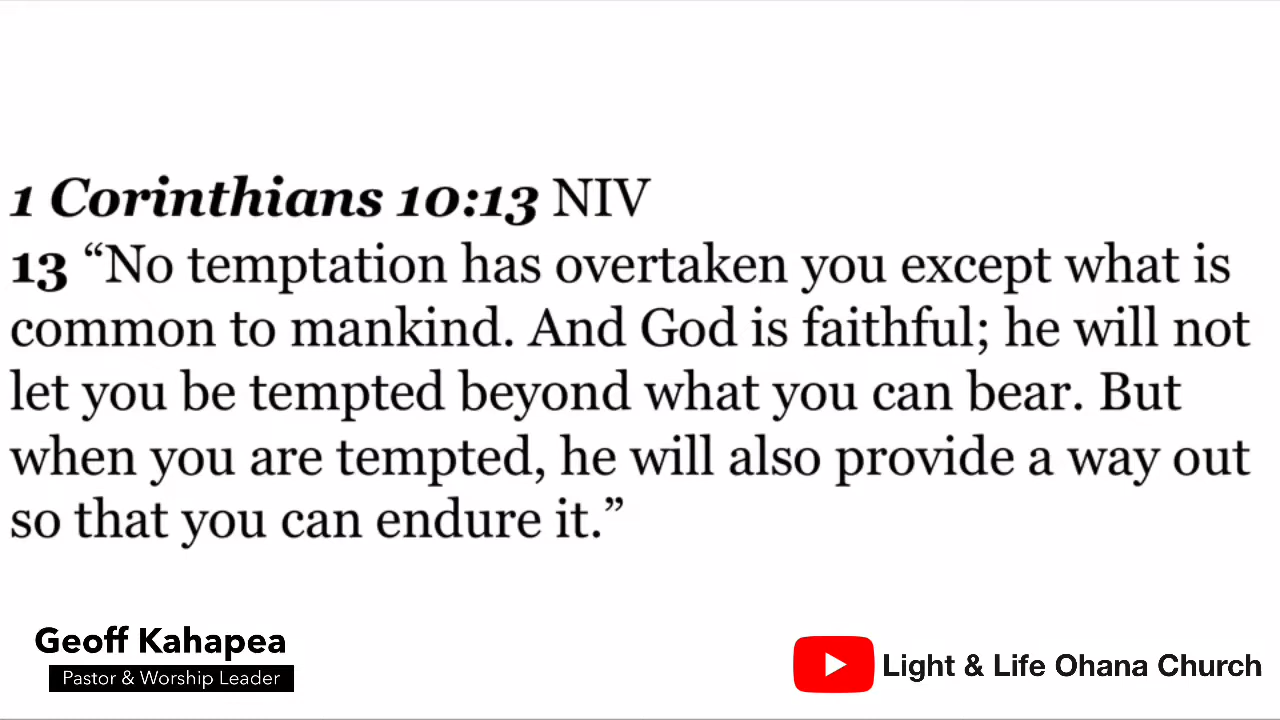 1 Corinthians 10:13 NIV
13 “No temptation has overtaken you except what is
common to mankind. And God is faithful; he will not
let you be tempted beyond what you can bear. But
when you are tempted, he will also provide a way out
so that you can endure it.”
Geoff Kahapea
Pastor & Worship Leader
Light & Life Ohana Church